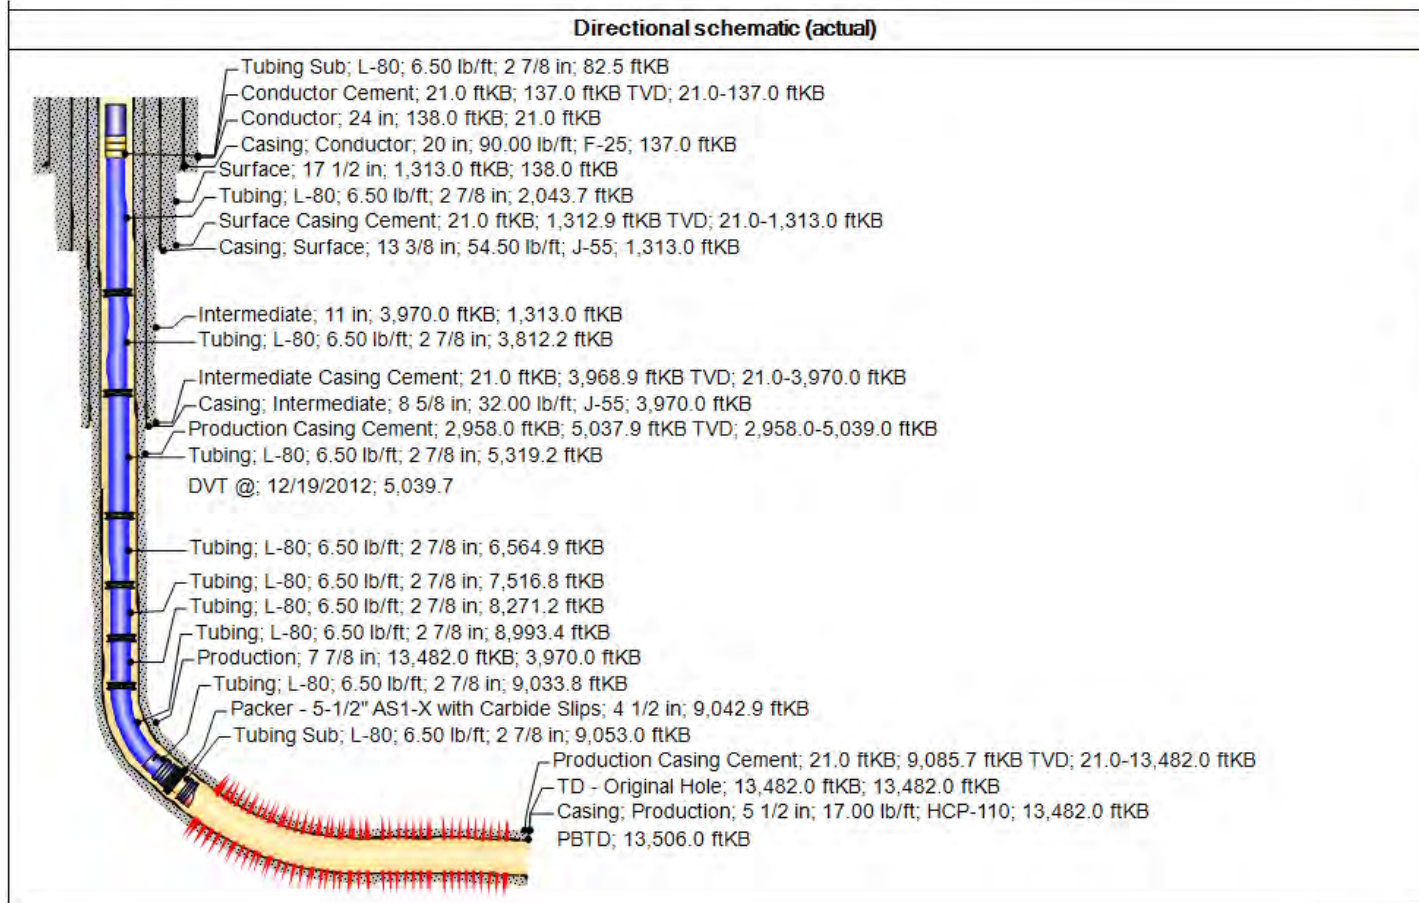 Directional schematic (actual)
Tubing Sub; L-80; 6.50 lb/ft; 2 7/8 in; 82.5 ftKB
Conductor Cement; 21.0 ftKB; 137.0 ftKB TVD; 21.0-137.0 ftKB
Conductor; 24 in; 138.0 ftKB; 21.0 ftKB
Casing; Conductor; 20 in; 90.00 lb/ft; F-25; 137.0 ftKB
Surface; 17 1/2 in; 1,313.0 ftKB; 138.0 ftKB
Tubing; L-80; 6.50 lb/ft; 2 7/8 in; 2,043.7 ftKB
Surface Casing Cement; 21.0 ftKB; 1,312.9 ftKB TVD; 21.0-1,313.0 ftKB
Casing; Surface; 13 3/8 in; 54.50 lb/ft; J-55; 1,313.0 ftKB
Intermediate; 11 in; 3,970.0 ftKB; 1,313.0 ftKB
Tubing; L-80; 6.50 lb/ft; 2 7/8 in; 3,812.2 ftKB
Intermediate Casing Cement; 21.0 ftKB; 3,968.9 ftKB TVD; 21.0-3,970.0 ftKB
Casing; Intermediate; 8 5/8 in; 32.00 lb/ft; J-55; 3,970.0 ftKB
Production Casing Cement; 2,958.0 ftKB; 5,037.9 ftKB TVD; 2,958.0-5,039.0 ftKB
Tubing; L-80; 6.50 lb/ft; 2 7/8 in; 5,319.2 ftKB
DVT @; 12/19/2012; 5,039.7
Tubing; L-80; 6.50 lb/ft; 2 7/8 in; 6,564.9 ftKB
Tubing; L-80; 6.50 lb/ft; 2 7/8 in; 7,516.8 ftKB
Tubing; L-80; 6.50 lb/ft; 2 7/8 in; 8,271.2 ftKB
Tubing; L-80; 6.50 lb/ft; 2 7/8 in; 8,993.4 ftKB
Production; 7 7/8 in; 13,482.0 ftKB; 3,970.0 ftKB
Tubing; L-80; 6.50 lb/ft; 2 7/8 in; 9,033.8 ftKB
Packer - 5-1/2" AS1-X with Carbide Slips; 4 1/2 in; 9,042.9 ftKB
Tubing Sub; L-80; 6.50 lb/ft; 2 7/8 in; 9,053.0 ftKB
Production Casing Cement; 21.0 ftKB; 9,085.7 ftKB TVD; 21.0-13,482.0 ftKB
TD - Original Hole; 13,482.0 ftKB; 13,482.0 ftKB
Casing; Production; 5 1/2 in; 17.00 lb/ft; HCP-110; 13,482.0 ftKB
PBTD; 13,506.0 ftKB